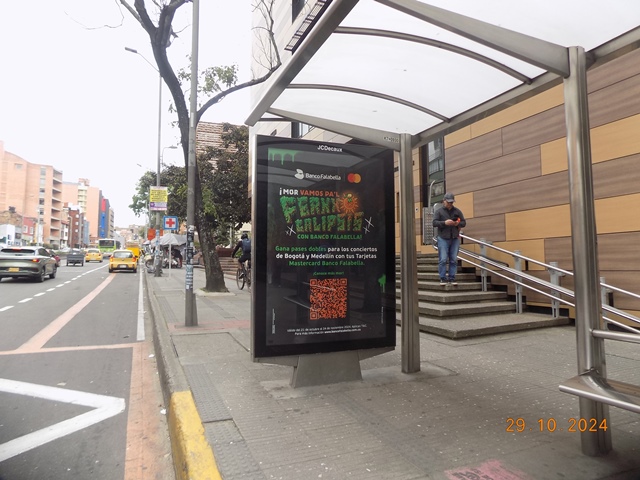 JCDecaux
Banco Falabella
¡MOR VAMOS PA'L
FERXXO
CALIPSIS
CON BANCO FALABELLA!
Gana pases dobles para los conciertos
de Bogotá y Medellín con tus Tarjetas
Mastercard Banco Falabella.
29 10 2024